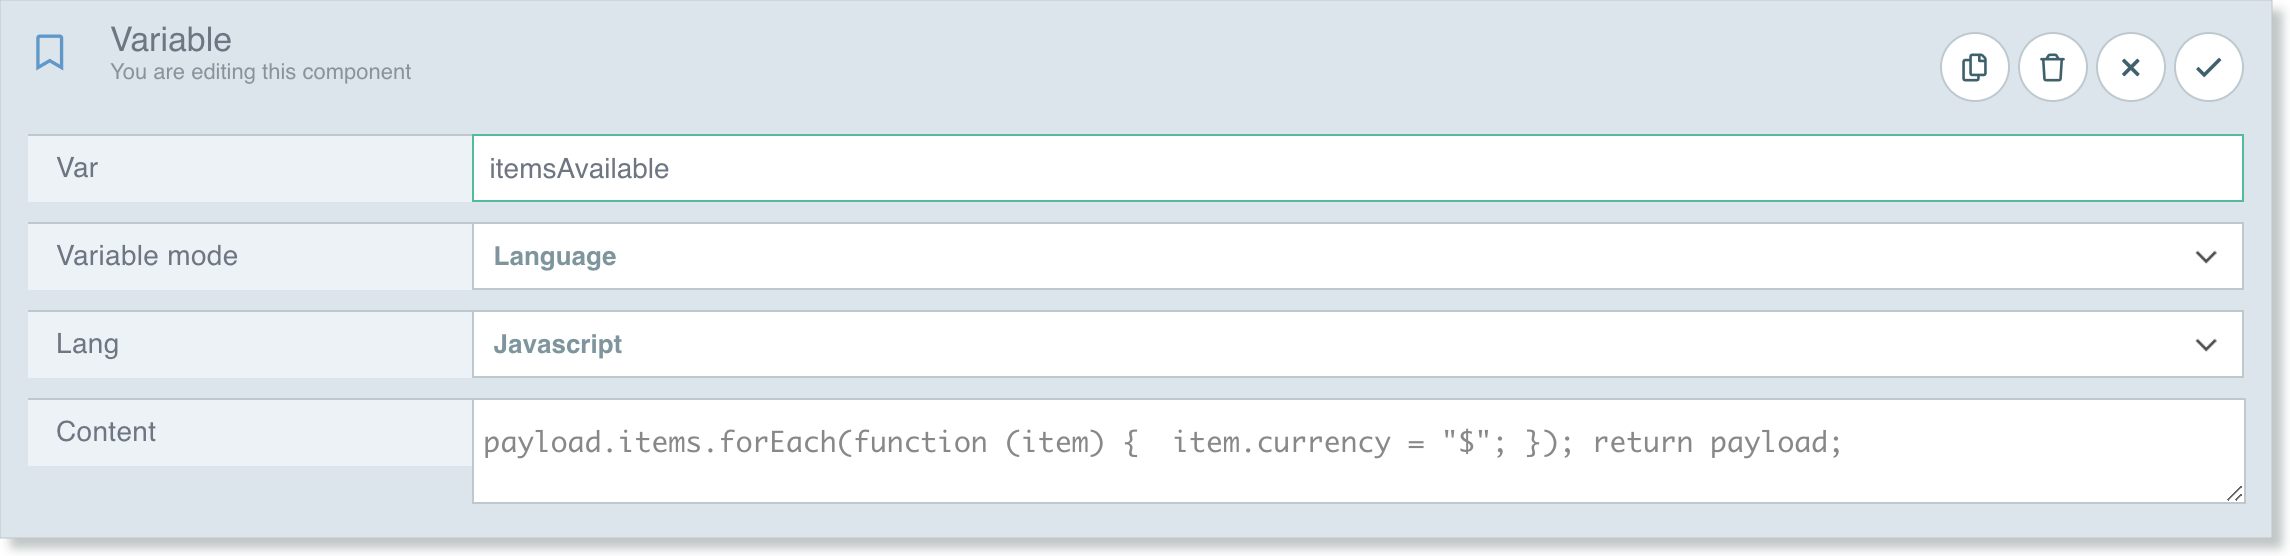 Variable
You are editing this component
Var
itemsAvailable
Variable mode
Language
Lang
Javascript
Content
payload.items.forEach(function (item) {  item.currency = "$"; }); return payload;